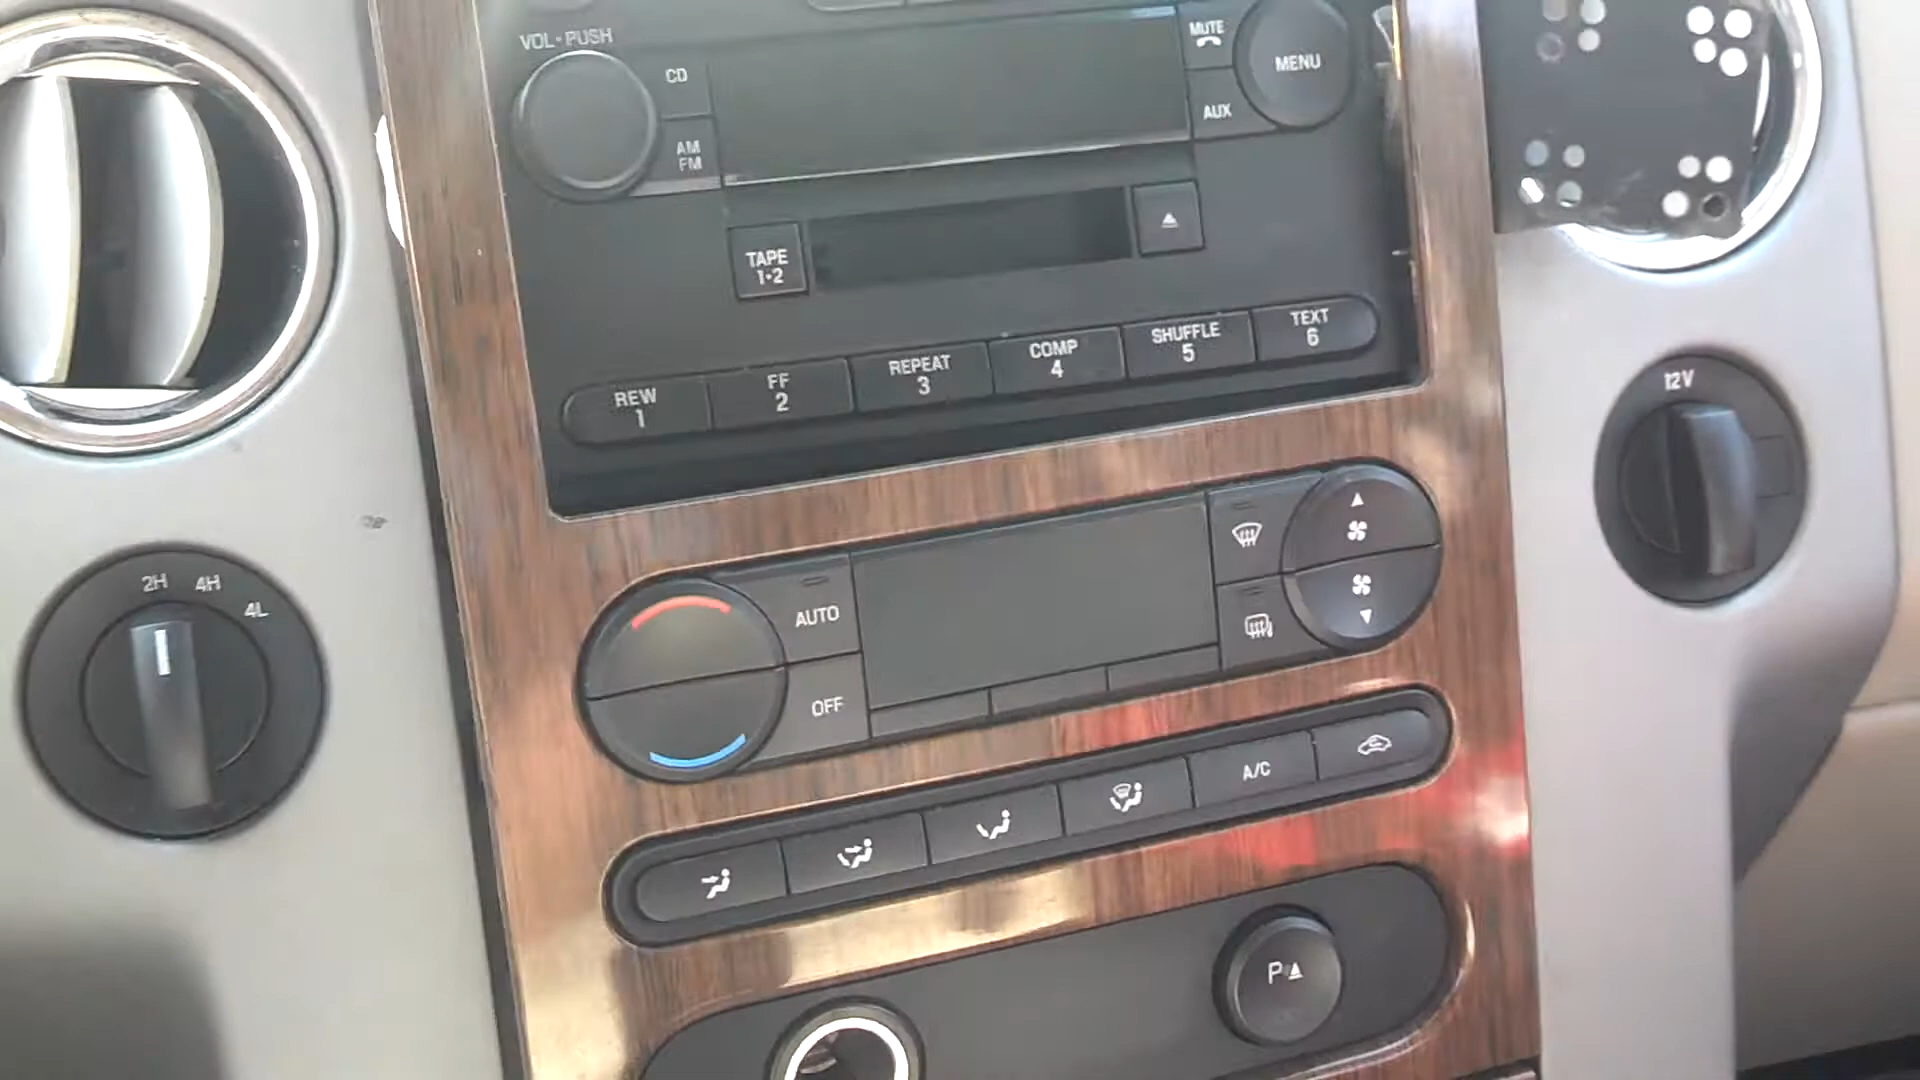 VOL • PUSH
CD
AM
FM
MUTE
MENU
AUX
TAPE
1•2
REW
1
FF
2
REPEAT
3
COMP
4
SHUFFLE
5
TEXT
6
12V
2H 4H 4L
AUTO
OFF
A/C
P